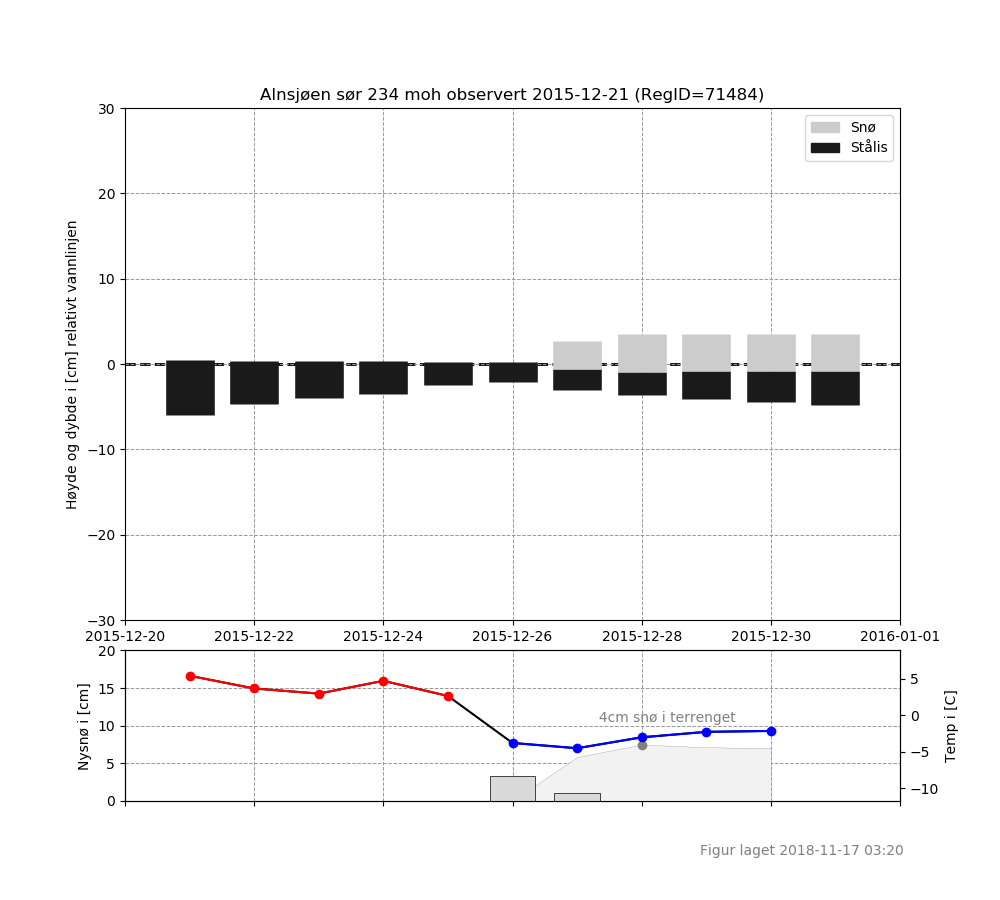 Alnsjøen sør 234 moh observert 2015-12-21 (RegID=71484)
Snø
Stålis
Høyde og dybde i [cm] relativt vannlinjen
30
20
10
0
−10
−20
−30
2015-12-20 2015-12-22 2015-12-24 2015-12-26 2015-12-28 2015-12-30 2016-01-01
Nysnø i [cm]
20
15
10
5
0
4cm snø i terrenget
5
0
−5
−10
Temp i [C]
Figur laget 2018-11-17 03:20